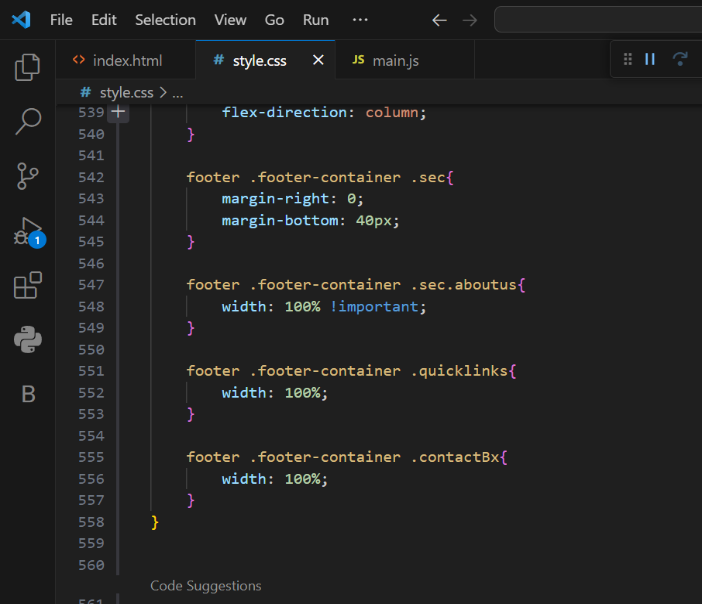 File Edit Selection View Go Run ...
index.html style.css main.js
style.css > ...
539 flex-direction: column;
540 }
541
542 footer .footer-container .sec{
543 margin-right: 0;
544 margin-bottom: 40px;
545 }
546
547 footer .footer-container .sec.aboutus{
548 width: 100% !important;
549 }
550
551 footer .footer-container .quicklinks{
552 width: 100%;
553 }
554
555 footer .footer-container .contactBx{
556 width: 100%;
557 }
558 }
559
560
Code Suggestions
561